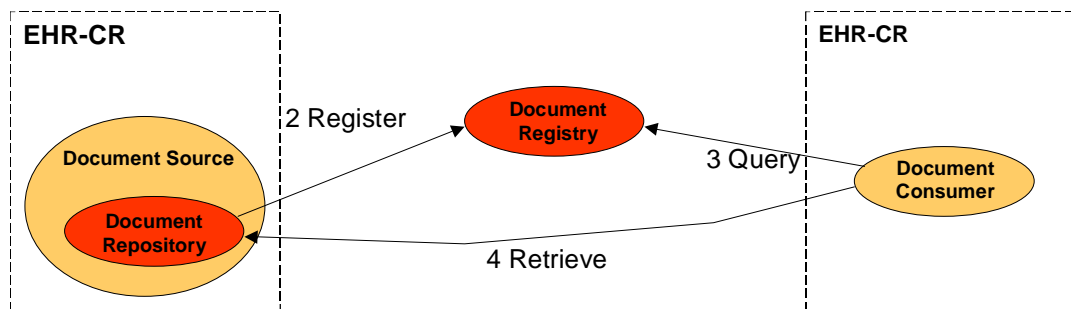 EHR-CR
EHR-CR
2 Register
Document
Registry
Document Source
3 Query
Document
Consumer
Document
Repository
4 Retrieve